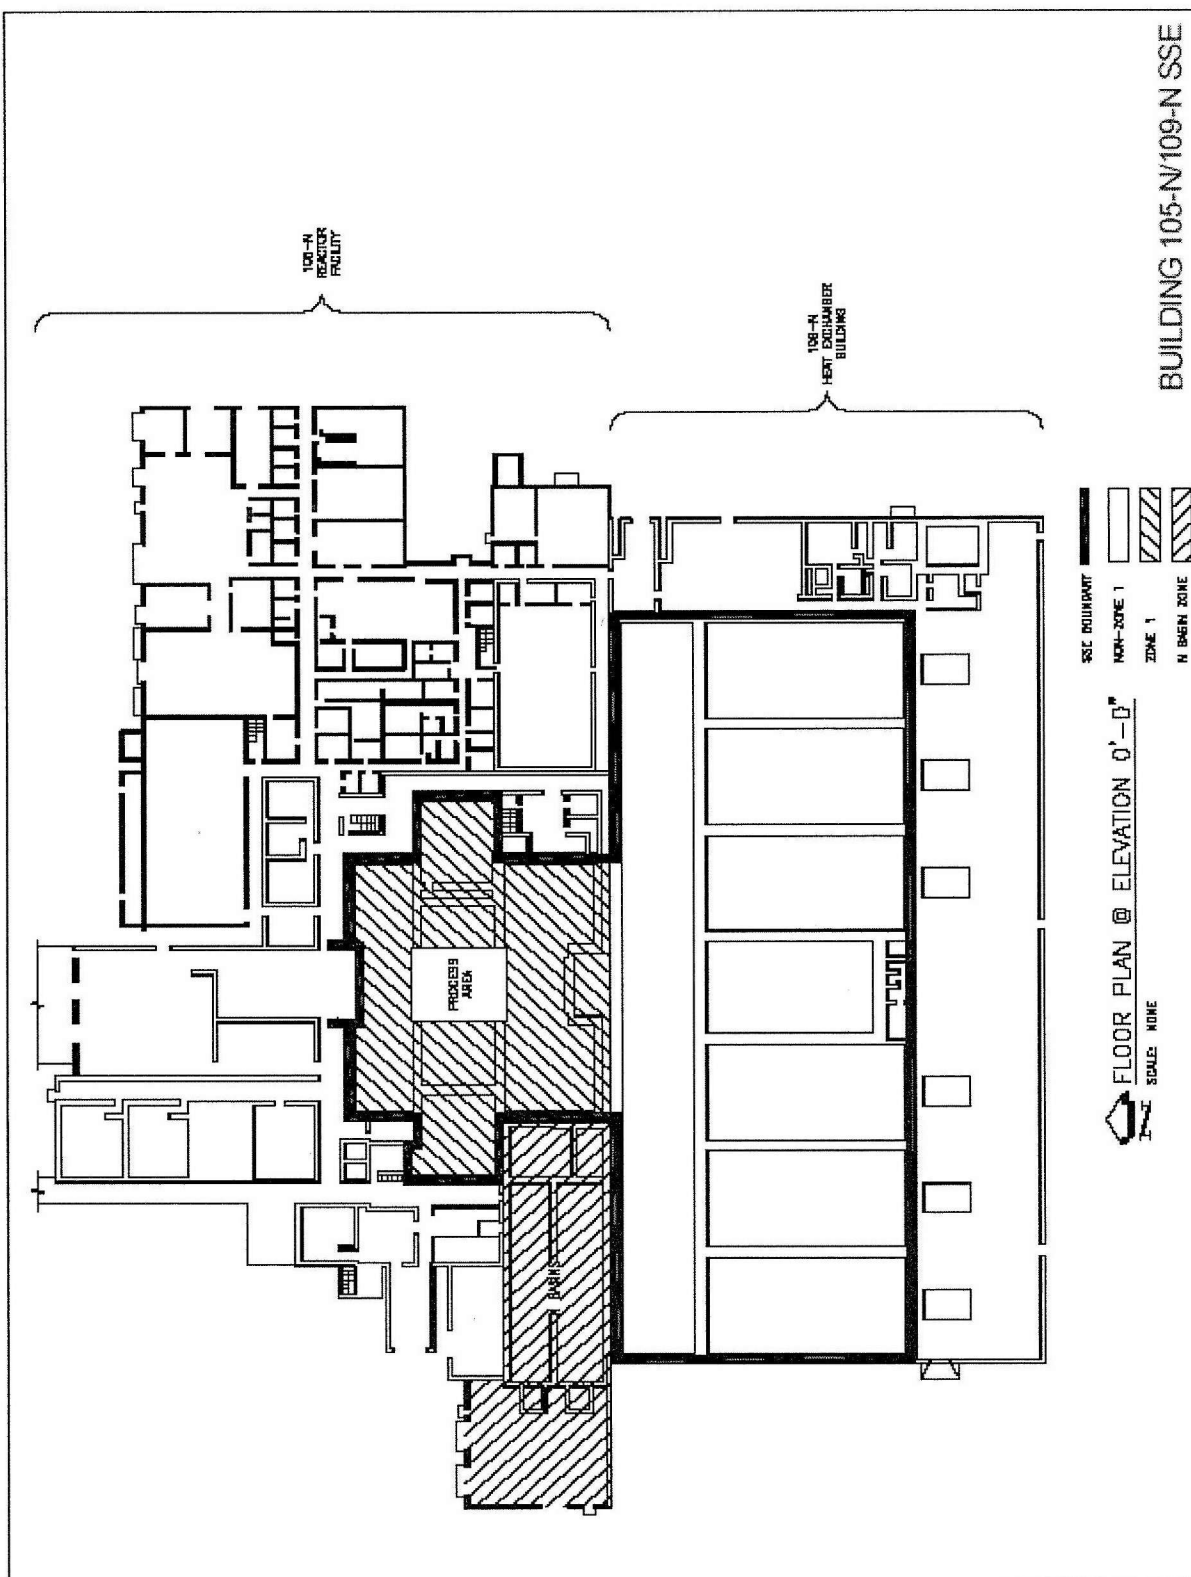 105-N
REACTOR
FACILITY
109-N
HEAT EXCHANGER
BUILDING
PROCESS
AREA
N BASINS
FLOOR PLAN @ ELEVATION 0'-0"
SCALE: NONE
SSE BOUNDARY
NON-ZONE 1
ZONE 1
N BASIN ZONE
BUILDING 105-N/109-N SSE